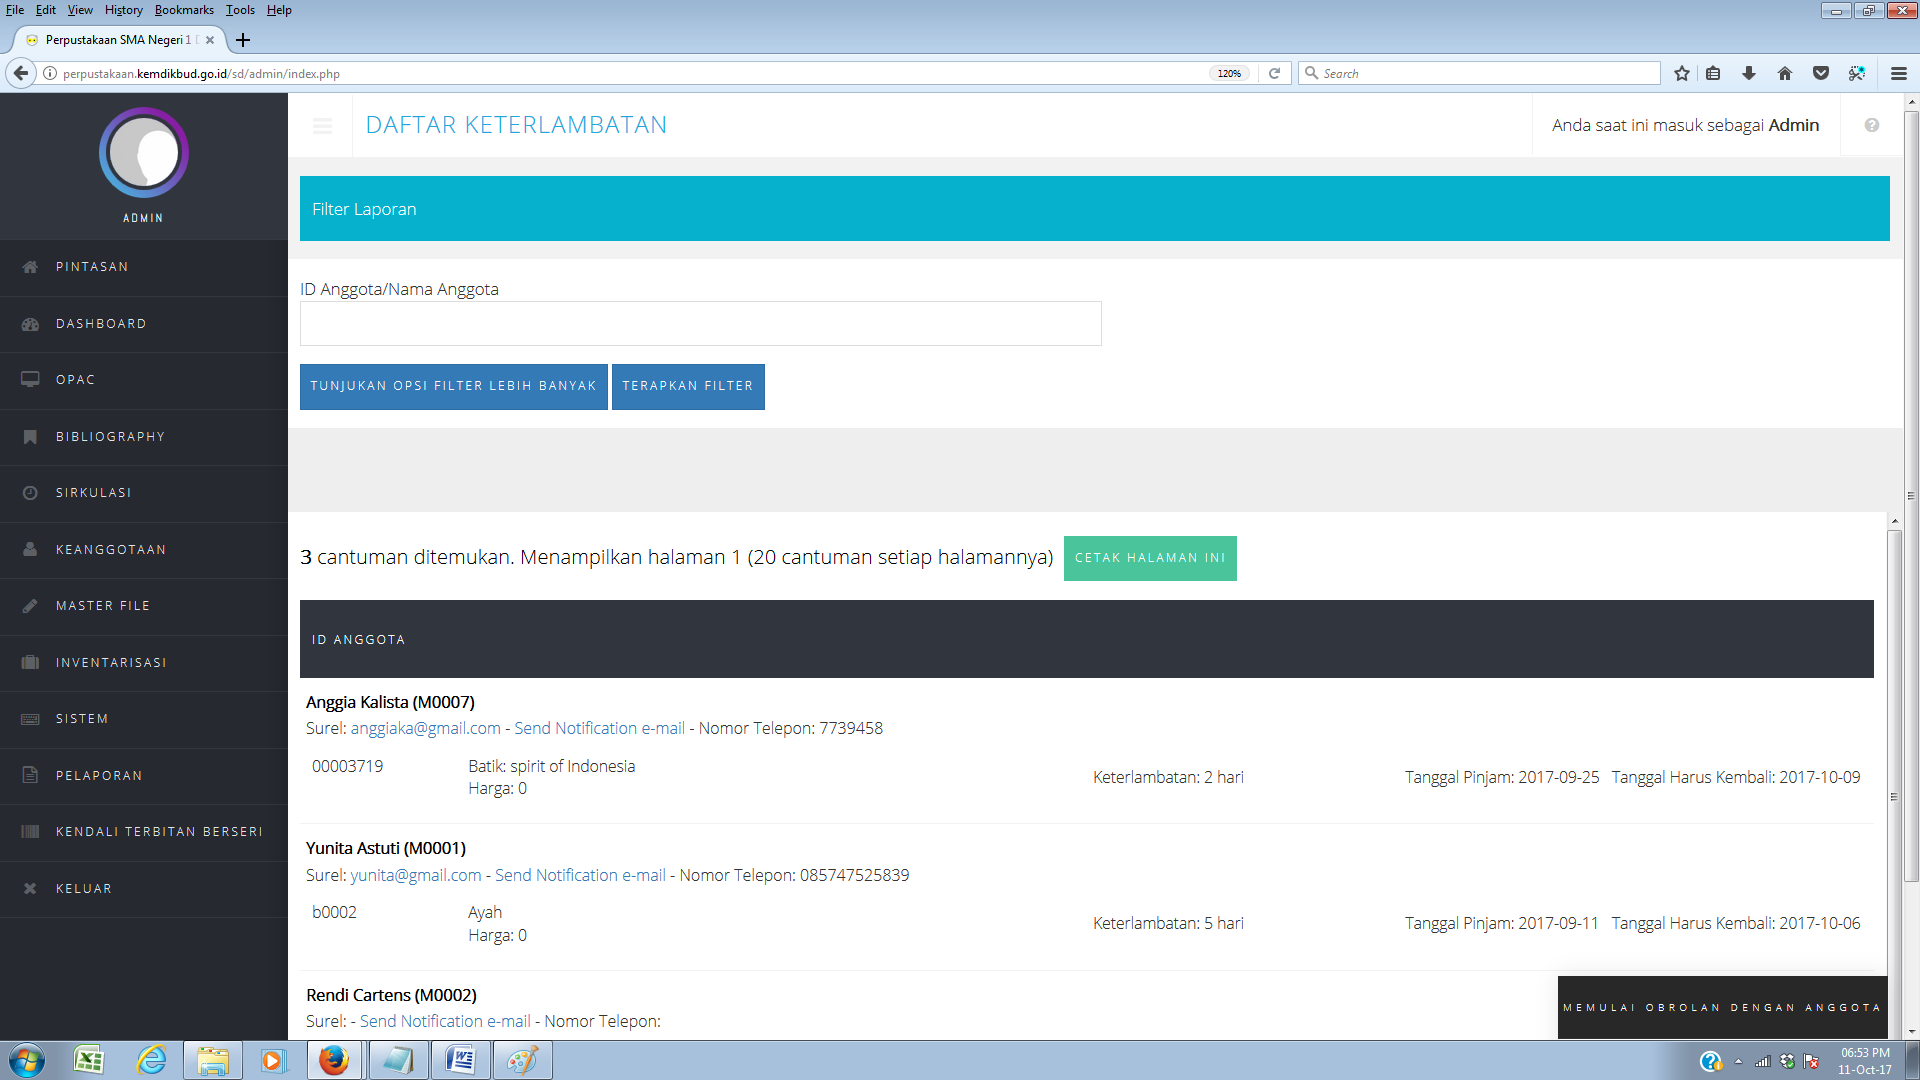 File Edit View History Bookmarks Tools Help
Perpustakaan SMA Negeri 1
perpustakaan.kemdikbud.go.id/sd/admin/index.php 120% Search
DAFTAR KETERLAMBATAN
Anda saat ini masuk sebagai Admin
ADMIN
PINTASAN
DASHBOARD
OPAC
BIBLIOGRAPHY
SIRKULASI
KEANGGOTAAN
MASTER FILE
INVENTARISASI
SISTEM
PELAPORAN
KENDALI TERBITAN BERSERI
KELUAR
Filter Laporan
ID Anggota/Nama Anggota
TUNJUKAN OPSI FILTER LEBIH BANYAK TERAPKAN FILTER
3 cantuman ditemukan. Menampilkan halaman 1 (20 cantuman setiap halamannya) CETAK HALAMAN INI
ID ANGGOTA
Anggia Kalista (M0007)
Surel: anggiaka@gmail.com - Send Notification e-mail - Nomor Telepon: 7739458
00003719 Batik: spirit of Indonesia
Harga: 0
Keterlambatan: 2 hari Tanggal Pinjam: 2017-09-25 Tanggal Harus Kembali: 2017-10-09
Yunita Astuti (M0001)
Surel: yunita@gmail.com - Send Notification e-mail - Nomor Telepon: 085747525839
b0002 Ayah
Harga: 0
Keterlambatan: 5 hari Tanggal Pinjam: 2017-09-11 Tanggal Harus Kembali: 2017-10-06
Rendi Cartens (M0002)
Surel: - Send Notification e-mail - Nomor Telepon:
MEMULAI OBROLAN DENGAN ANGGOTA
06:53 PM
11-Oct-17